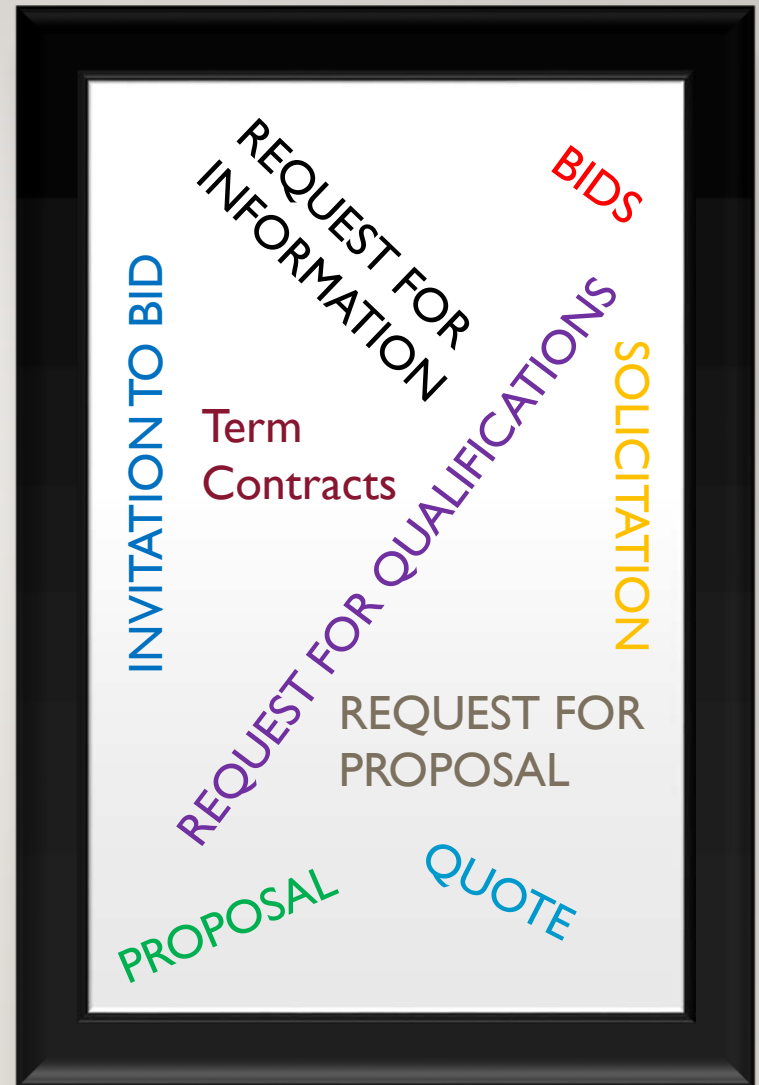 REQUEST FOR
INFORMATION
BIDS
INVITATION TO BID
REQUEST FOR QUALIFICATIONS
SOLICITATION
Term
Contracts
REQUEST FOR
PROPOSAL
QUOTE
PROPOSAL